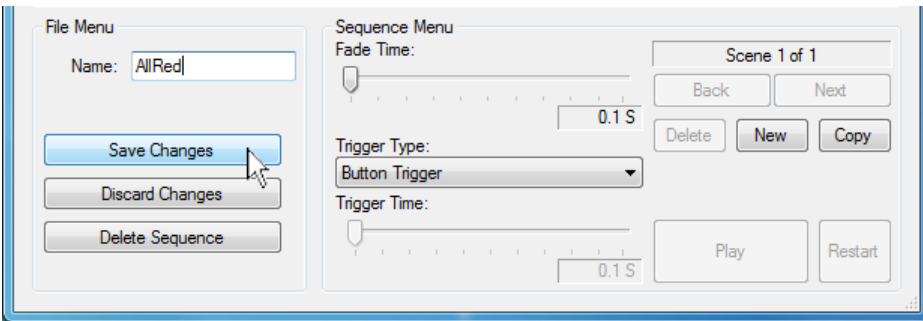 File Menu
Name: AllRed
Save Changes
Discard Changes
Delete Sequence
Sequence Menu
Fade Time:
0.1 S
Trigger Type:
Button Trigger
Trigger Time:
0.1 S
Scene 1 of 1
Back Next
Delete New Copy
Play Restart